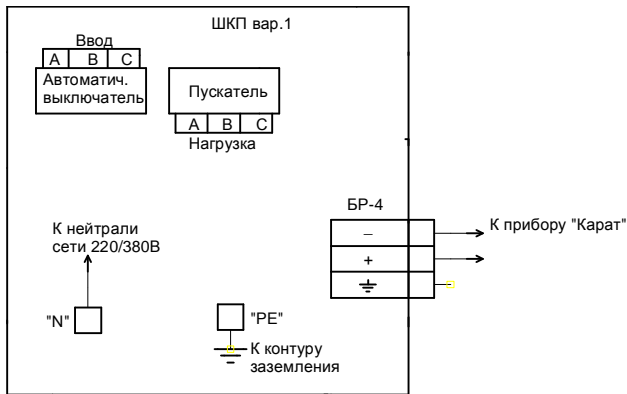 ШКП вар.1
Ввод
A B C
Автоматич.
выключатель
Пускатель
A B C
Нагрузка
БР-4
–
+
К прибору "Карат"
К нейтрали
сети 220/380В
"N"
"PE"
К контуру
заземления